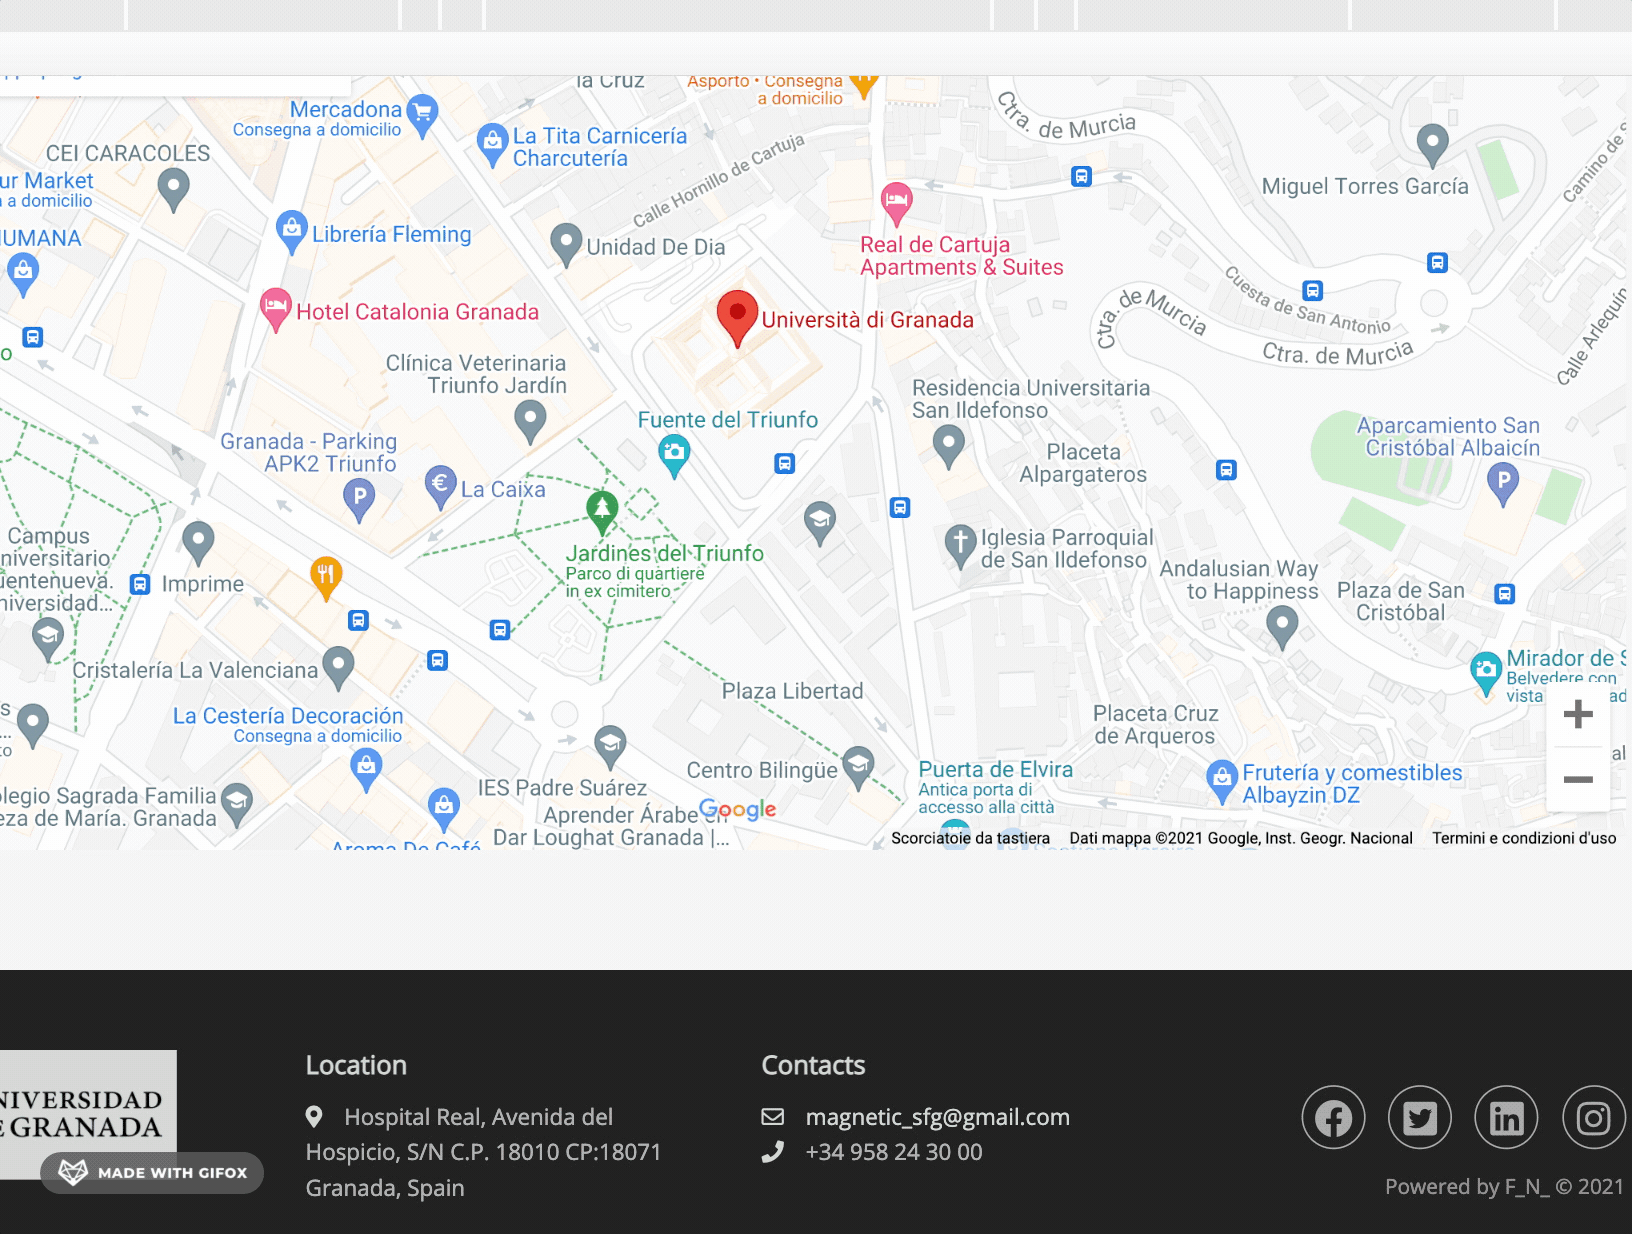 la Cruz
Asporto • Consegna
a domicilio
Mercadona
Consegna a domicilio
La Tita Carnicería
Charcutería
Ctra. de Murcia
Camino de
CEI CARACOLES
ur Market
a domicilio
Calle Hornillo de Cartuja
Miguel Torres García
HUMANA
Librería Fleming
Unidad De Dia
Real de Cartuja
Apartments & Suites
Hotel Catalonia Granada
Università di Granada
Ctra. de Murcia
Cuesta de San Antonio
Ctra. de Murcia
Calle Arlequín
o
Clínica Veterinaria
Triunfo Jardín
Residencia Universitaria
San Ildefonso
Fuente del Triunfo
Granada - Parking
APK2 Triunfo
Aparcamiento San
Cristóbal Albaicín
La Caixa
Placeta
Alpargateros
P
€
P
Campus
niversitario
uentenueva.
niversidad...
Imprime
Jardines del Triunfo
Parco di quartiere
in ex cimitero
Iglesia Parroquial
de San Ildefonso
Andalusian Way
to Happiness
Plaza de San
Cristóbal
Cristalería La Valenciana
Mirador de S
Belvedere con
vista
ad
Plaza Libertad
s
...
to
La Cestería Decoración
Consegna a domicilio
Placeta Cruz
de Arqueros
al
Centro Bilingüe
Puerta de Elvira
Antica porta di
accesso alla città
Frutería y comestibles
Albayzin DZ
IES Padre Suárez
olegio Sagrada Familia
eza de María. Granada
Aprender Árabe en
Dar Loughat Granada |...
Google
Aroma De Café
Scorciatoie da tastiera
Dati mappa ©2021 Google, Inst. Geogr. Nacional
Termini e condizioni d'uso
NIVERSIDAD
E GRANADA
MADE WITH GIFOX
Location
Hospital Real, Avenida del
Hospicio, S/N C.P. 18010 CP:18071
Granada, Spain
Contacts
magnetic_sfg@gmail.com
+34 958 24 30 00
Powered by F_N_ © 2021